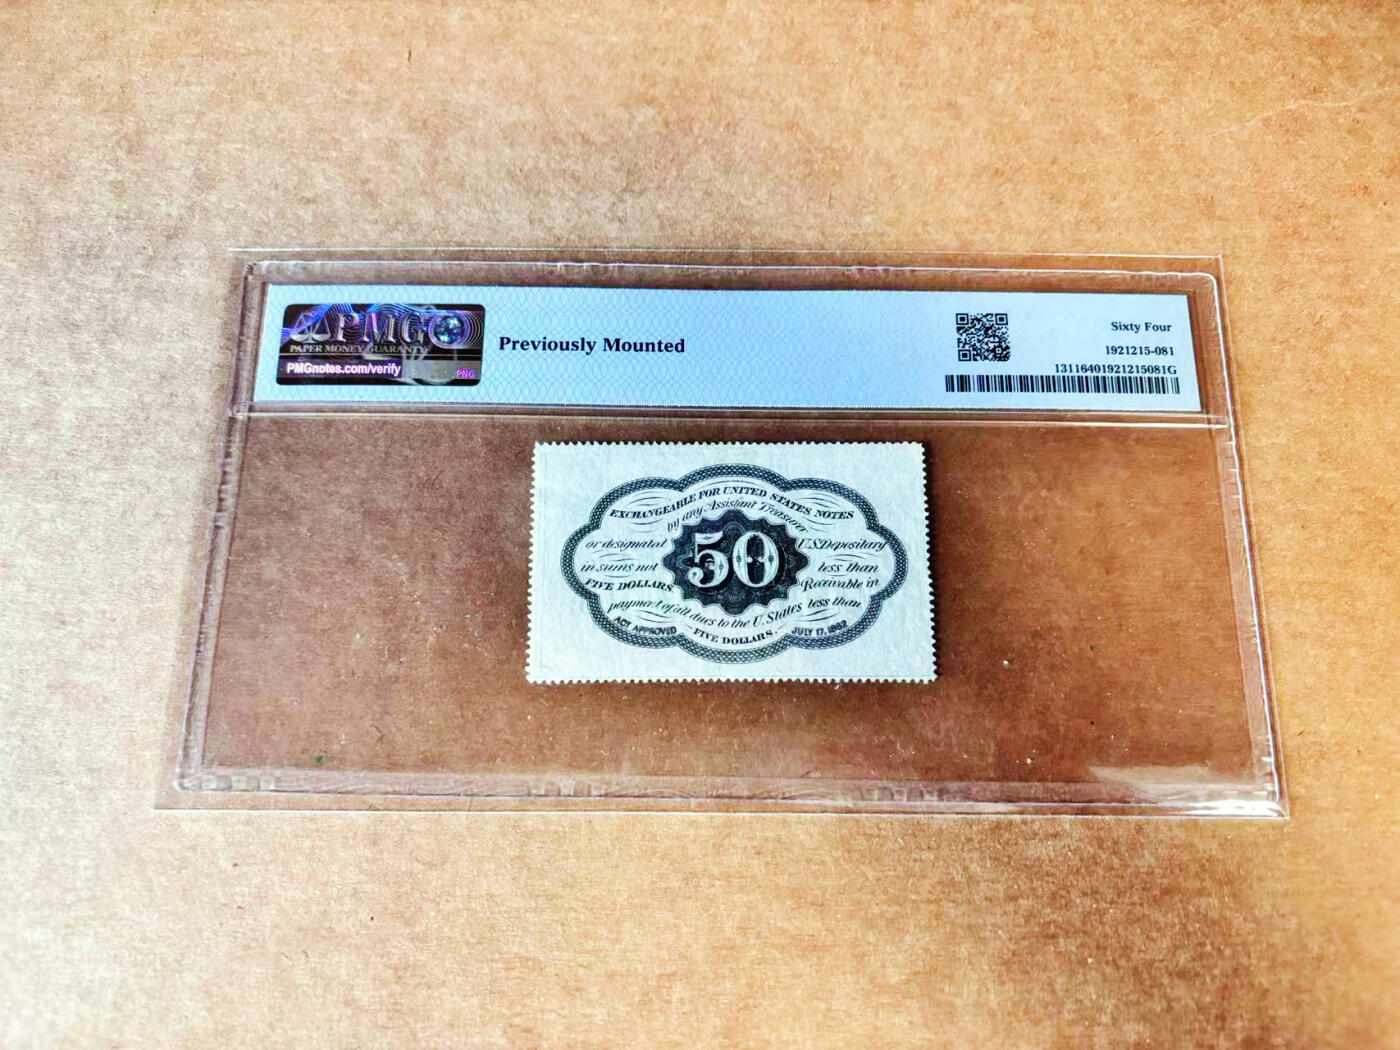 PMG
PAPER MONEY GUARANTY
PMGnotes.com/verify
PNG
Previously Mounted
Sixty Four
1921215-081
13116401921215081G
EXCHANGEABLE FOR UNITED STATES NOTES
by any Assistant Treasurer
or designated U.S. Depositary
in sums not less than
FIVE DOLLARS. Receivable in
payment of all dues to the U. States less than
FIVE DOLLARS.
50
ACT APPROVED JULY 17, 1862